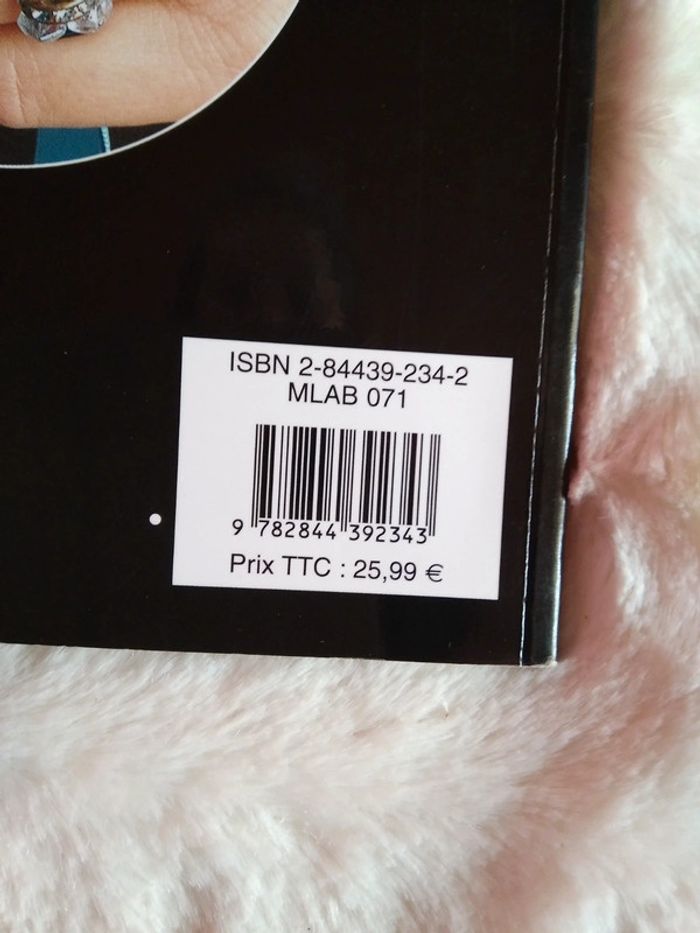 ISBN 2-84439-234-2
MLAB 071
9 782844 392343
Prix TTC : 25,99 €